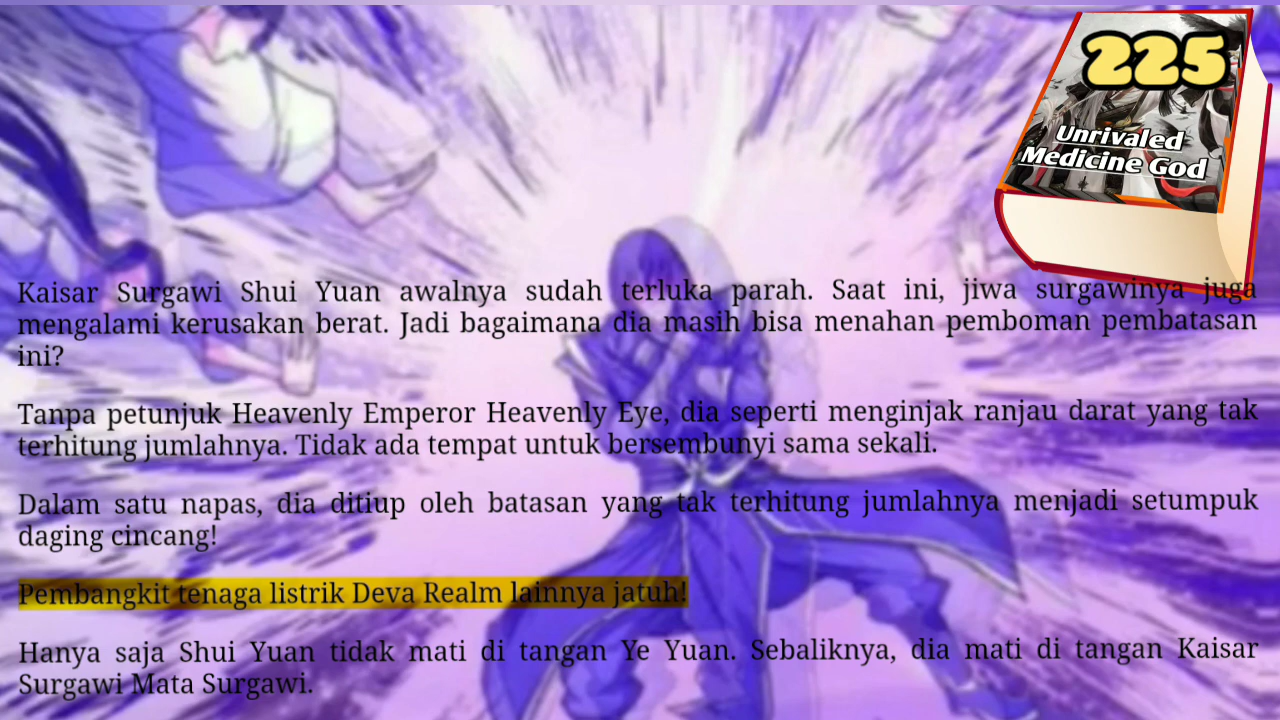 225
Unrivaled
Medicine God
Kaisar Surgawi Shui Yuan awalnya sudah terluka parah. Saat ini, jiwa surgawinya juga
mengalami kerusakan berat. Jadi bagaimana dia masih bisa menahan pemboman pembatasan
ini?
Tanpa petunjuk Heavenly Emperor Heavenly Eye, dia seperti menginjak ranjau darat yang tak
terhitung jumlahnya. Tidak ada tempat untuk bersembunyi sama sekali.
Dalam satu napas, dia ditiup oleh batasan yang tak terhitung jumlahnya menjadi setumpuk
daging cincang!
Pembangkit tenaga listrik Deva Realm lainnya jatuh!
Hanya saja Shui Yuan tidak mati di tangan Ye Yuan. Sebaliknya, dia mati di tangan Kaisar
Surgawi Mata Surgawi.